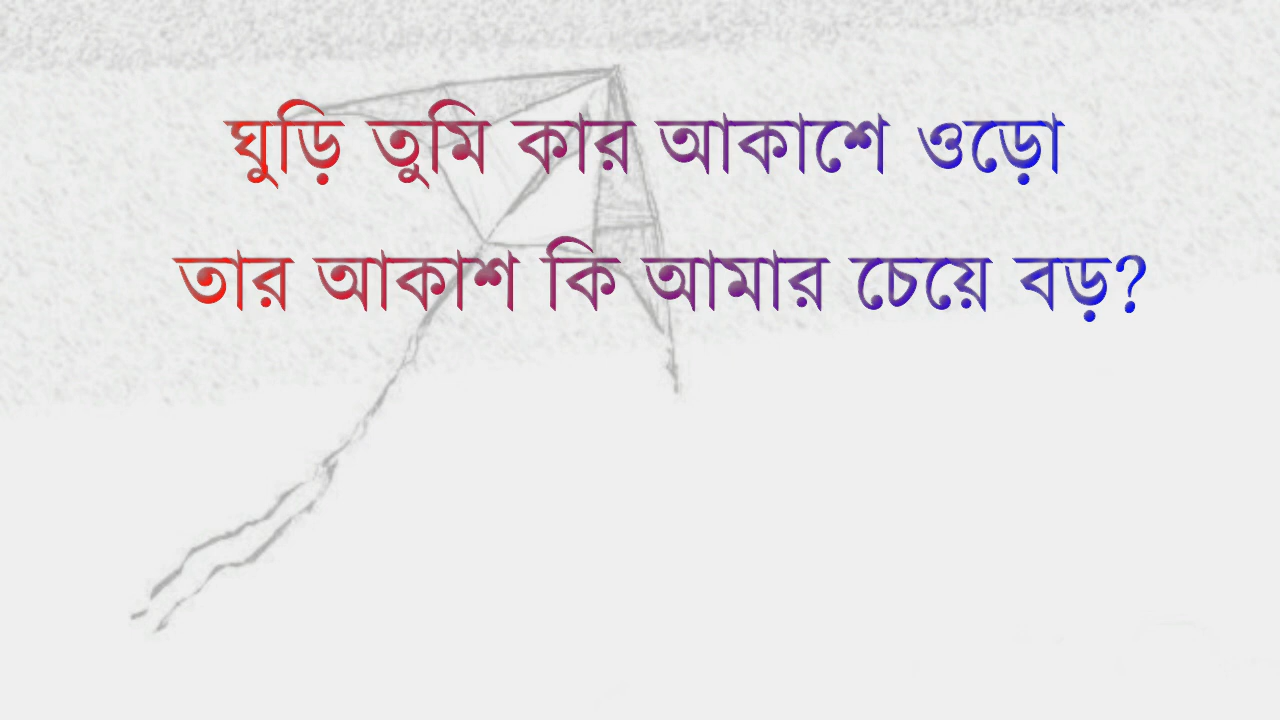 ঘুড়ি তুমি কার আকাশে ওড়ো
তার আকাশ কি আমার চেয়ে বড়?